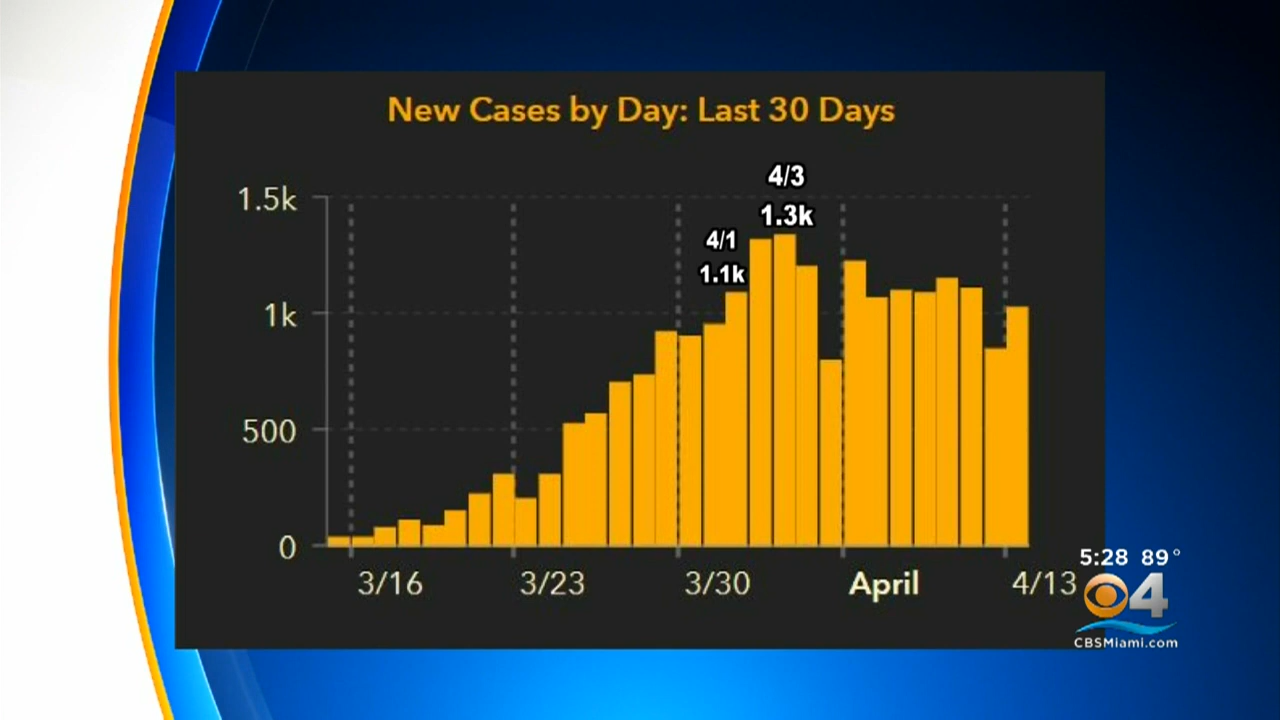 New Cases by Day: Last 30 Days
4/3
1.5k
1.3k
4/1
1.1k
1k
500
0
3/16 3/23 3/30 April 4/13
5:28 89°
4
CBSMiami.com